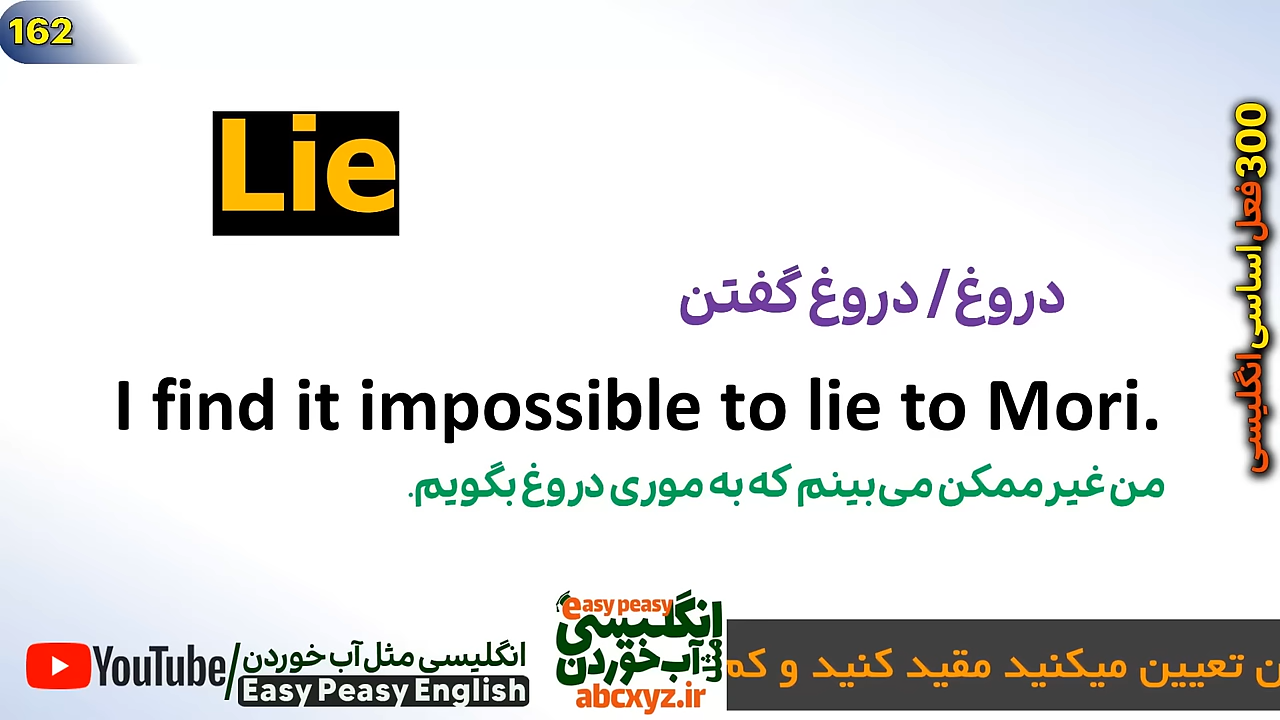 162
Lie
دروغ / دروغ گفتن
I find it impossible to lie to Mori.
من غیر ممکن می‌بینم که به موری دروغ بگویم.
300 فعل اساسی انگلیسی
YouTube/انگلیسی مثل آب خوردن
Easy Peasy English
easy peasy
انگلیسی
مثل آب خوردن
abcxyz.ir
تعیین میکنید مقید کنید و